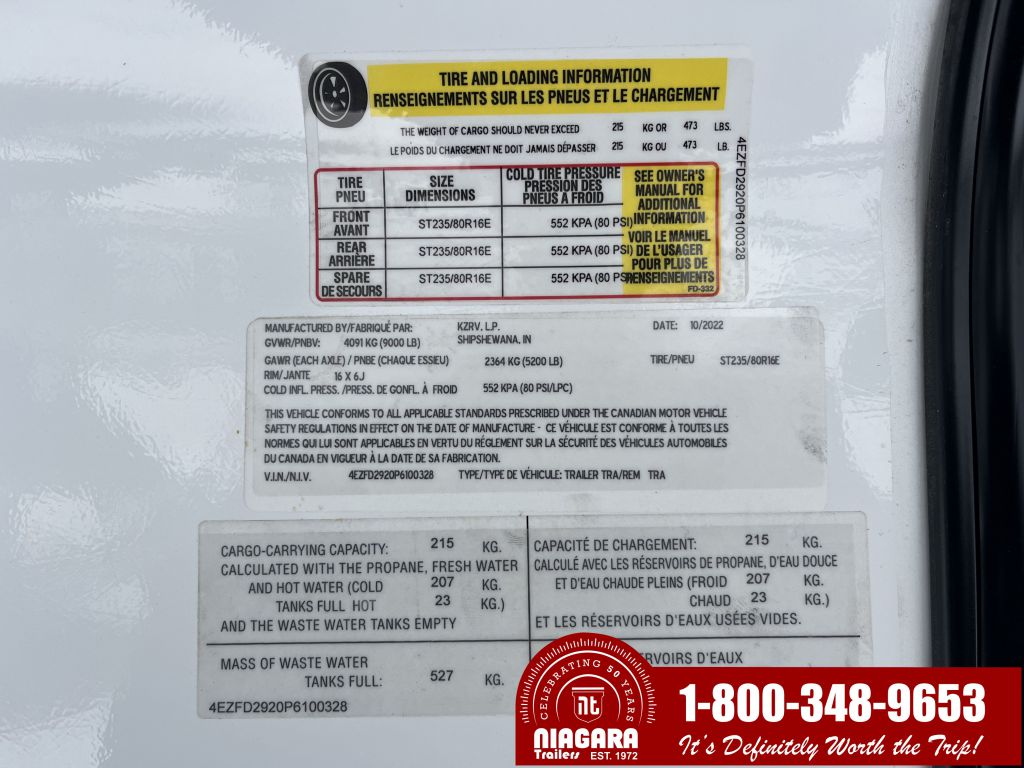 TIRE AND LOADING INFORMATION
RENSEIGNEMENTS SUR LES PNEUS ET LE CHARGEMENT
THE WEIGHT OF CARGO SHOULD NEVER EXCEED 215 KG OR 473 LBS.
LE POIDS DU CHARGEMENT NE DOIT JAMAIS DÉPASSER 215 KG OU 473 LB.
TIRE SIZE COLD TIRE PRESSURE
PNEU DIMENSIONS PRESSION DES
PNEUS A FROID
FRONT
AVANT ST235/80R16E 552 KPA (80 PSI)
REAR
ARRIÈRE ST235/80R16E 552 KPA (80 PSI)
SPARE
DE SECOURS ST235/80R16E 552 KPA (80 PSI)
SEE OWNER'S
MANUAL FOR
ADDITIONAL
INFORMATION
VOIR LE MANUEL
DE L'USAGER
POUR PLUS DE
RENSEIGNEMENTS
FD-332
4EZFD2920P6100328
MANUFACTURED BY/FABRIQUÉ PAR: KZRV, L.P. DATE: 10/2022
GVWR/PNBV: 4091 KG (9000 LB) SHIPSHEWANA, IN
GAWR (EACH AXLE) / PNBE (CHAQUE ESSIEU) 2364 KG (5200 LB) TIRE/PNEU ST235/80R16E
RIM/JANTE 16 X 6J
COLD INFL. PRESS. /PRESS. DE GONFL. À FROID 552 KPA (80 PSI/LPC)
THIS VEHICLE CONFORMS TO ALL APPLICABLE STANDARDS PRESCRIBED UNDER THE CANADIAN MOTOR VEHICLE
SAFETY REGULATIONS IN EFFECT ON THE DATE OF MANUFACTURE - CE VÉHICULE EST CONFORME À TOUTES LES
NORMES QUI LUI SONT APPLICABLES EN VERTU DU RÉGLEMENT SUR LA SÉCURITÉ DES VÉHICULES AUTOMOBILES
DU CANADA EN VIGUEUR À LA DATE DE SA FABRICATION.
V.I.N./N.I.V. 4EZFD2920P6100328 TYPE/TYPE DE VÉHICULE: TRAILER TRA/REM TRA
CARGO-CARRYING CAPACITY: 215 KG.
CALCULATED WITH THE PROPANE, FRESH WATER
AND HOT WATER (COLD 207 KG.
TANKS FULL HOT 23 KG.)
AND THE WASTE WATER TANKS EMPTY
CAPACITÉ DE CHARGEMENT: 215 KG.
CALCULÉ AVEC LES RÉSERVOIRS DE PROPANE, D'EAU DOUCE
ET D'EAU CHAUDE PLEINS (FROID 207 KG.
CHAUD 23 KG.)
ET LES RÉSERVOIRS D'EAUX USÉES VIDES.
MASS OF WASTE WATER
TANKS FULL: 527 KG.
4EZFD2920P6100328
RVOIRS D'EAUX
CELEBRATING 50 YEARS
nt
NIAGARA
Trailers EST. 1972
1-800-348-9653
It's Definitely Worth the Trip!